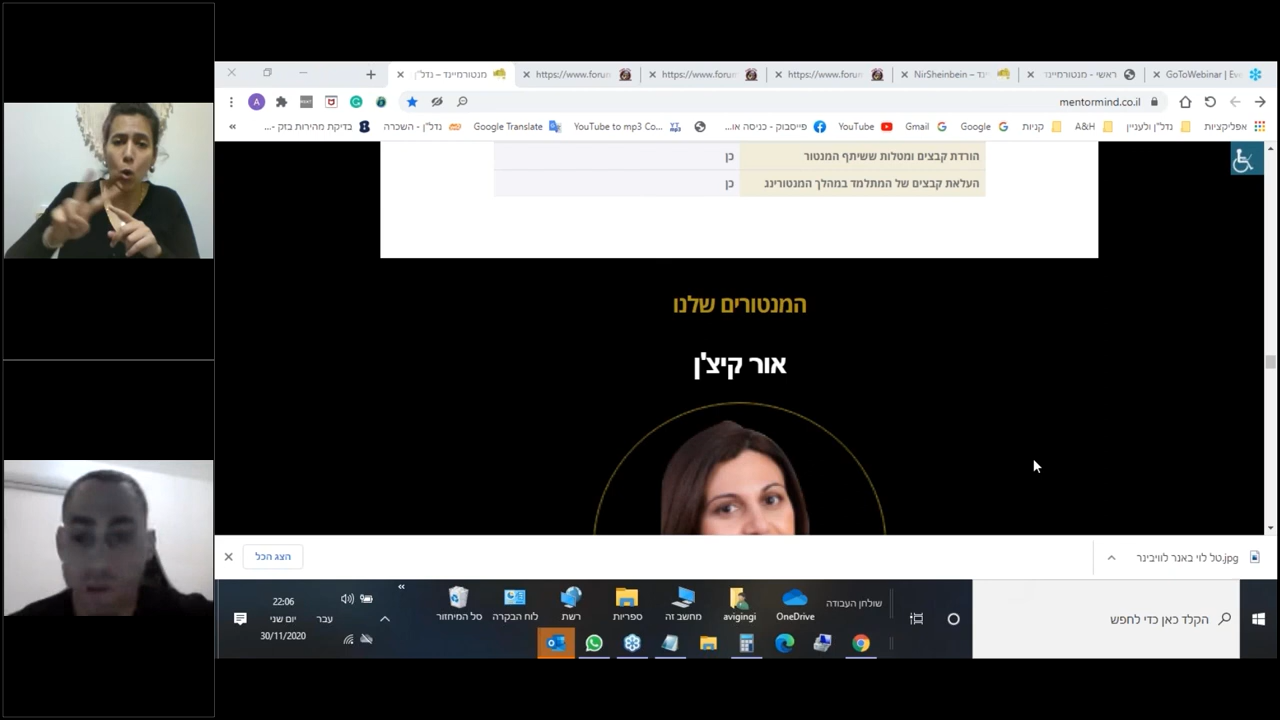 מנטורמיינד – נדל"ן
https://www.forum
https://www.forum
https://www.forum
NirSheinbein – מנטורמיינד
ראשי - מנטורמיינד
GoToWebinar | Eve
mentormind.co.il
A
אפליקציות
נדל"ן ולעניין
A&H
קניות
Google
Gmail
YouTube
פייסבוק - כניסה או...
YouTube to mp3 Co...
Google Translate
נדל"ן - השכרה
בדיקת מהירות בזק -...
הורדת קבצים ומטלות ששיתף המנטור
כן
העלאת קבצים של המתלמד במהלך המנטורינג
כן
המנטורים שלנו
אור קיצ'ן
טל לוי באנר לוויבינר.jpg
הצג הכל
הקלד כאן כדי לחפש
שולחן העבודה
OneDrive
avigingi
מחשב זה
ספריות
רשת
לוח הבקרה
סל המיחזור
עבר
22:06
יום שני
30/11/2020